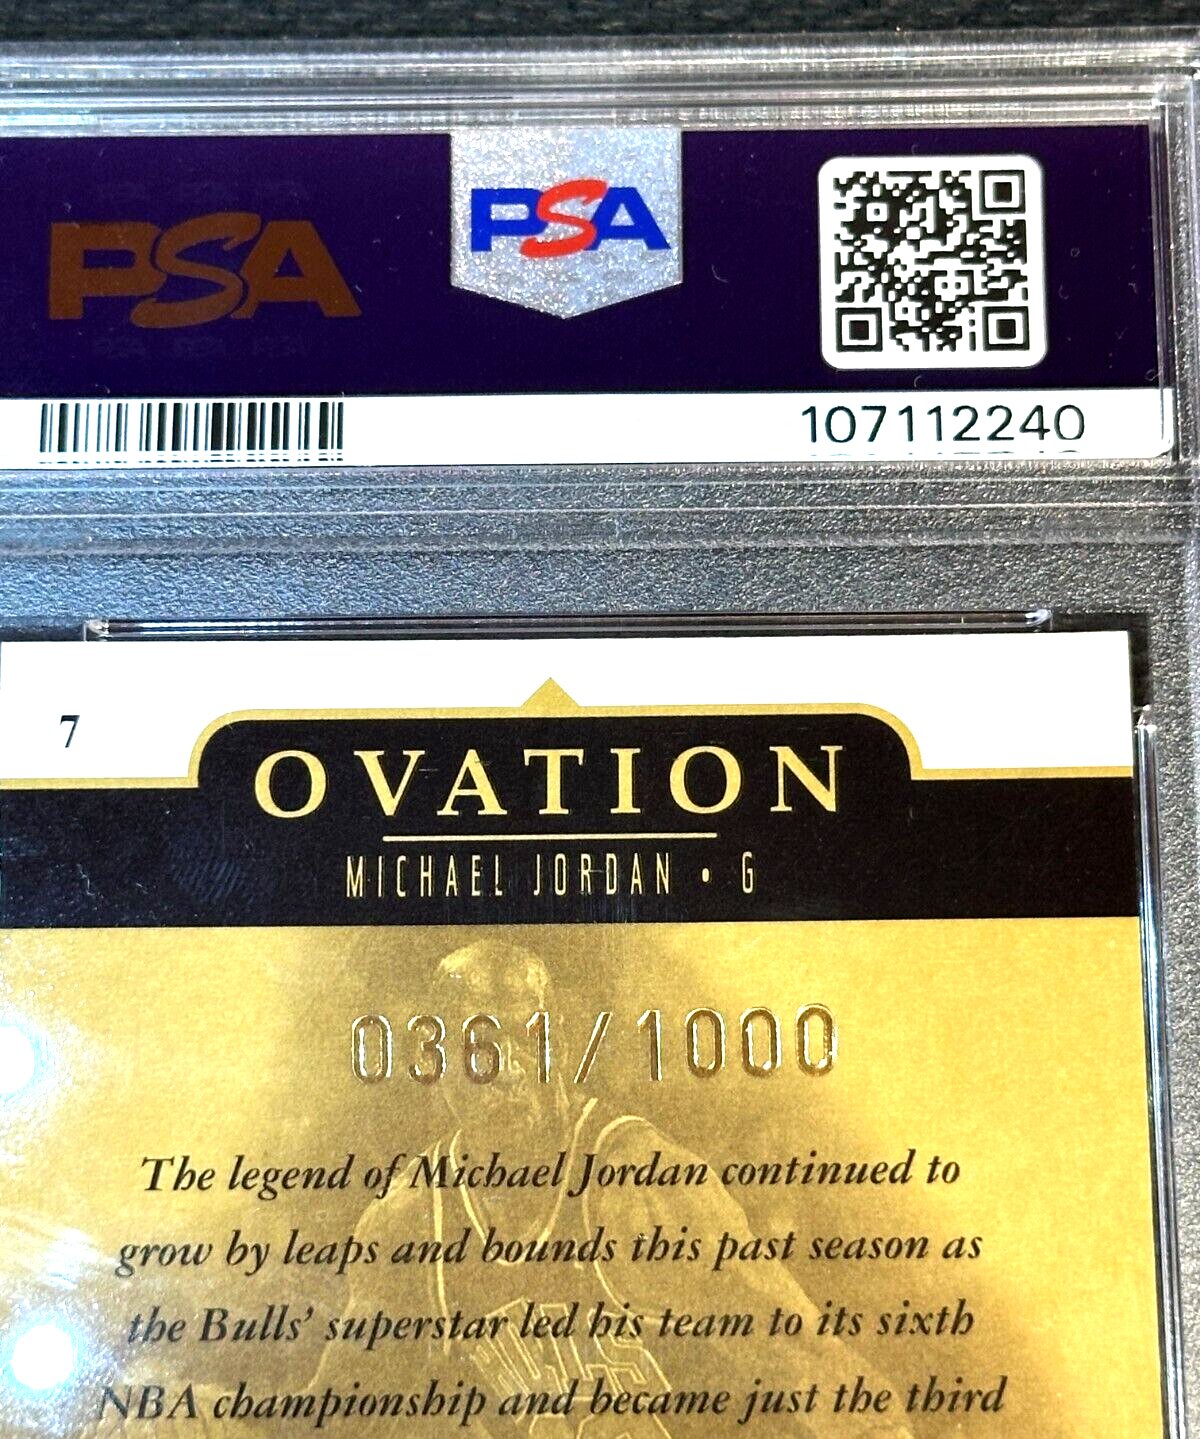 PSA
PSA
107112240
7
OVATION
MICHAEL JORDAN • G
0361/1000
The legend of Michael Jordan continued to
grow by leaps and bounds this past season as
the Bulls' superstar led his team to its sixth
NBA championship and became just the third